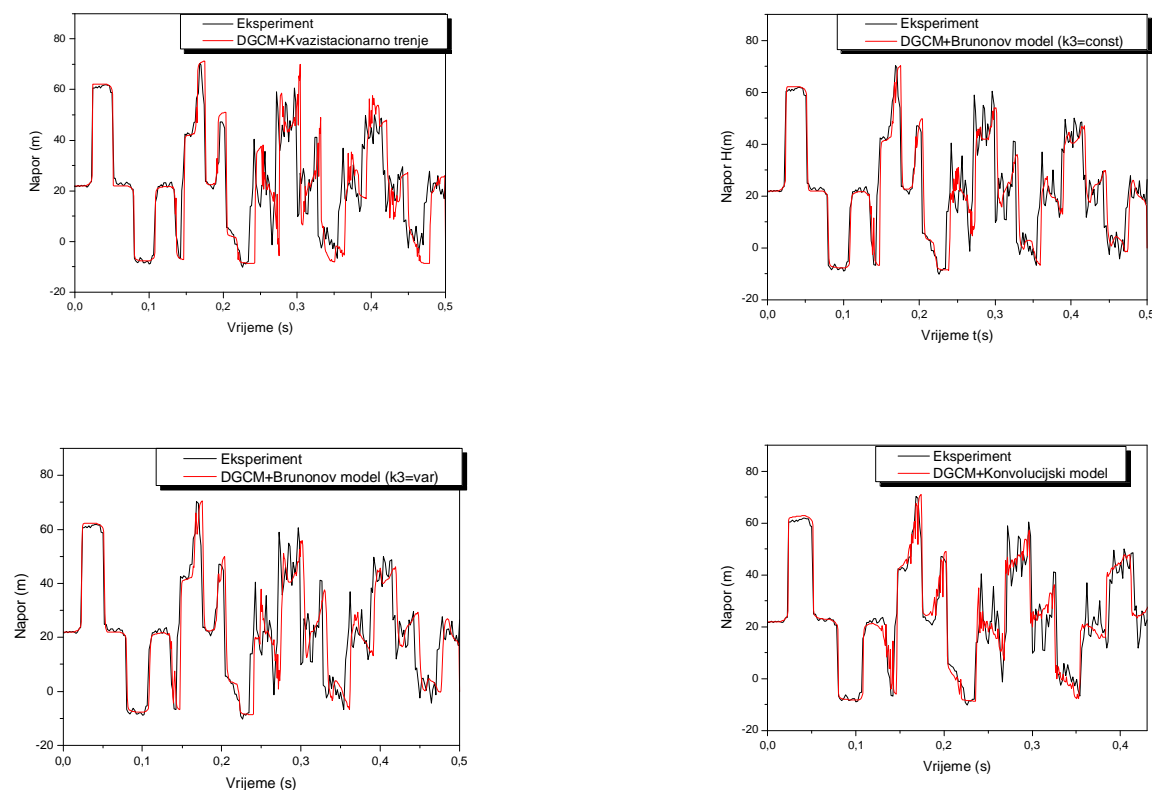 Eksperiment
DGCM+Kvazistacionarno trenje
Napor (m)
80
60
40
20
0
-20
0,0 0,1 0,2 0,3 0,4 0,5
Vrijeme (s)
Eksperiment
DGCM+Brunonov model (k3=const)
Napor H(m)
80
60
40
20
0
-20
0,0 0,1 0,2 0,3 0,4 0,5
Vrijeme t(s)
Eksperiment
DGCM+Brunonov model (k3=var)
Napor (m)
80
60
40
20
0
-20
0,0 0,1 0,2 0,3 0,4 0,5
Vrijeme (s)
Eksperiment
DGCM+Konvolucijski model
Napor (m)
80
60
40
20
0
-20
0,0 0,1 0,2 0,3 0,4
Vrijeme (s)